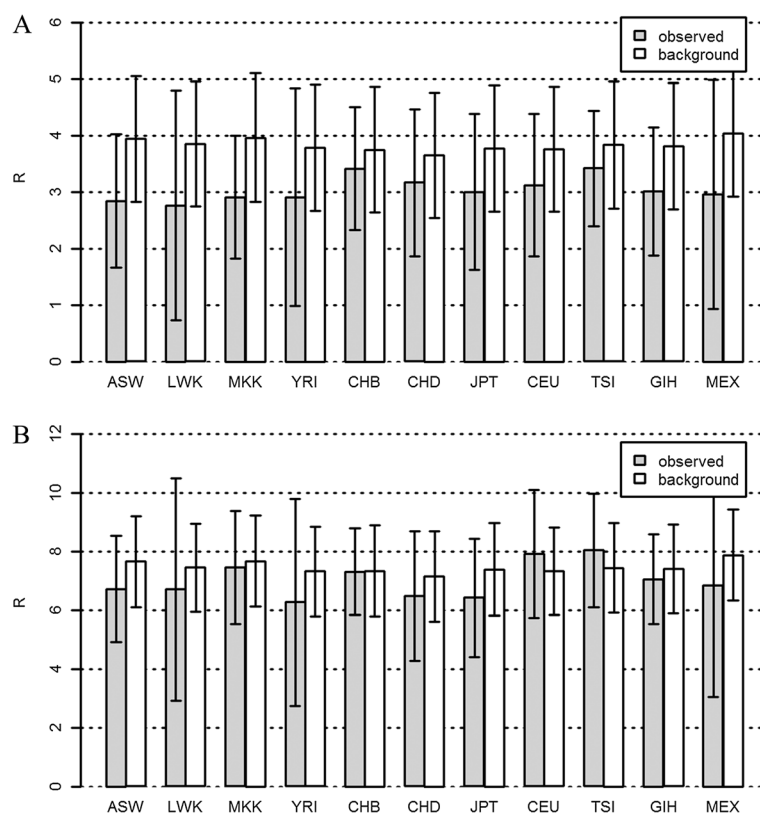 A
6
5
4
3
2
1
0
R
observed
background
ASW LWK MKK YRI CHB CHD JPT CEU TSI GIH MEX
B
12
10
8
6
4
2
0
R
observed
background
ASW LWK MKK YRI CHB CHD JPT CEU TSI GIH MEX